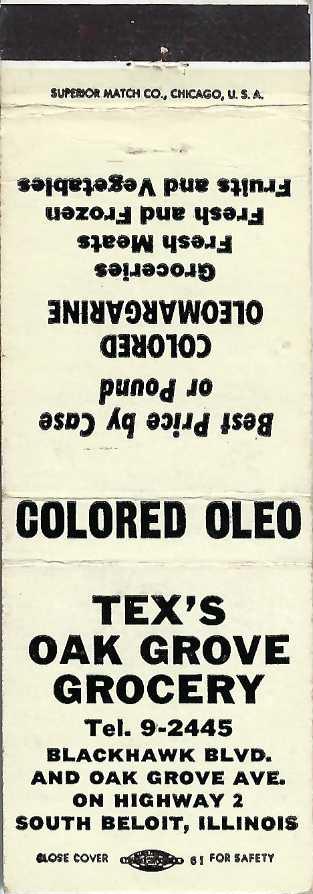 SUPERIOR MATCH CO., CHICAGO, U. S. A.
Best Price by Case
or Pound
COLORED
OLEOMARGARINE
Groceries
Fresh Meats
Fresh and Frozen
Fruits and Vegetables
COLORED OLEO
TEX'S
OAK GROVE
GROCERY
Tel. 9-2445
BLACKHAWK BLVD.
AND OAK GROVE AVE.
ON HIGHWAY 2
SOUTH BELOIT, ILLINOIS
CLOSE COVER 61 FOR SAFETY